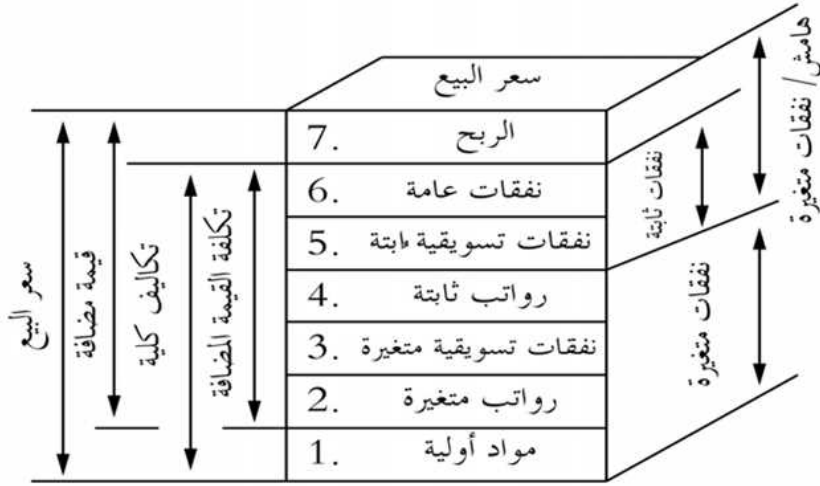 سعر البيع
7. الربح
6. نفقات عامة
5. نفقات تسويقية ابتة
4. رواتب ثابتة
3. نفقات تسويقية متغيرة
2. رواتب متغيرة
1. مواد أولية
هامش/ نفقات متغيرة
نفقات ثابتة
نفقات متغيرة
تكلفة القيمة المضافة
تكاليف كلية
قيمة مضافة
سعر البيع